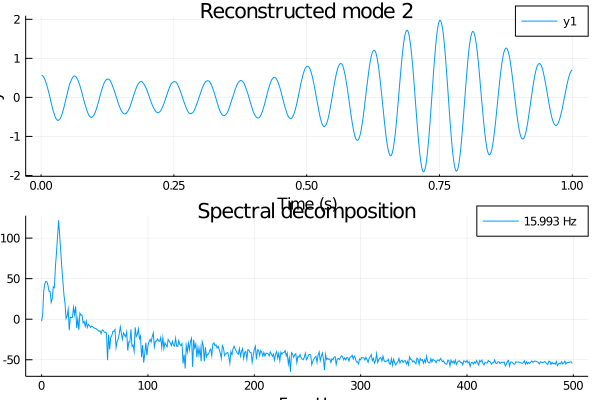 Reconstructed mode 2
y1
2
1
0
-1
-2
0.00 0.25 0.50 0.75 1.00
Time (s)
Spectral decomposition
15.993 Hz
100
50
0
-50
0 100 200 300 400 500